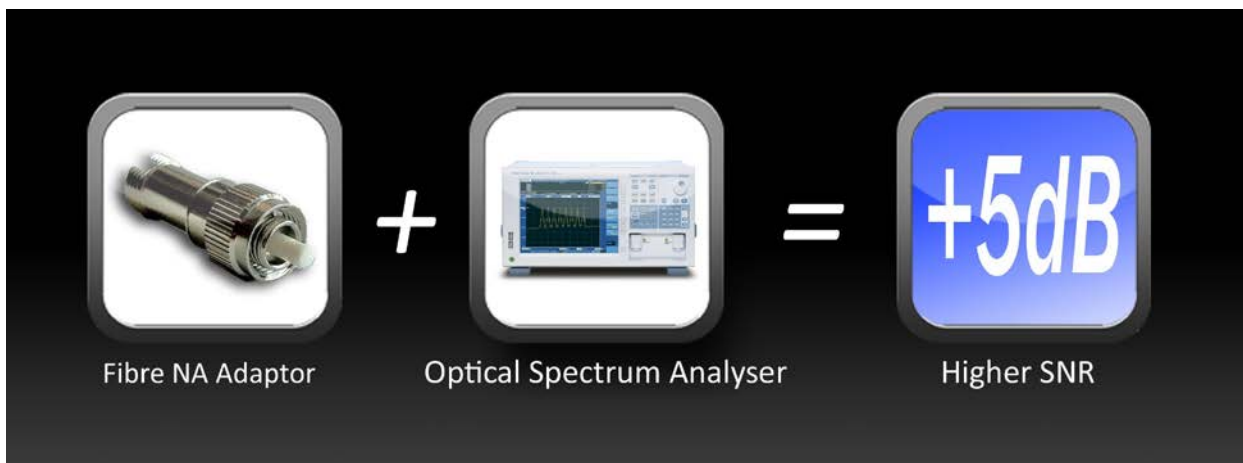 +
=
+5dB
Fibre NA Adaptor
Optical Spectrum Analyser
Higher SNR